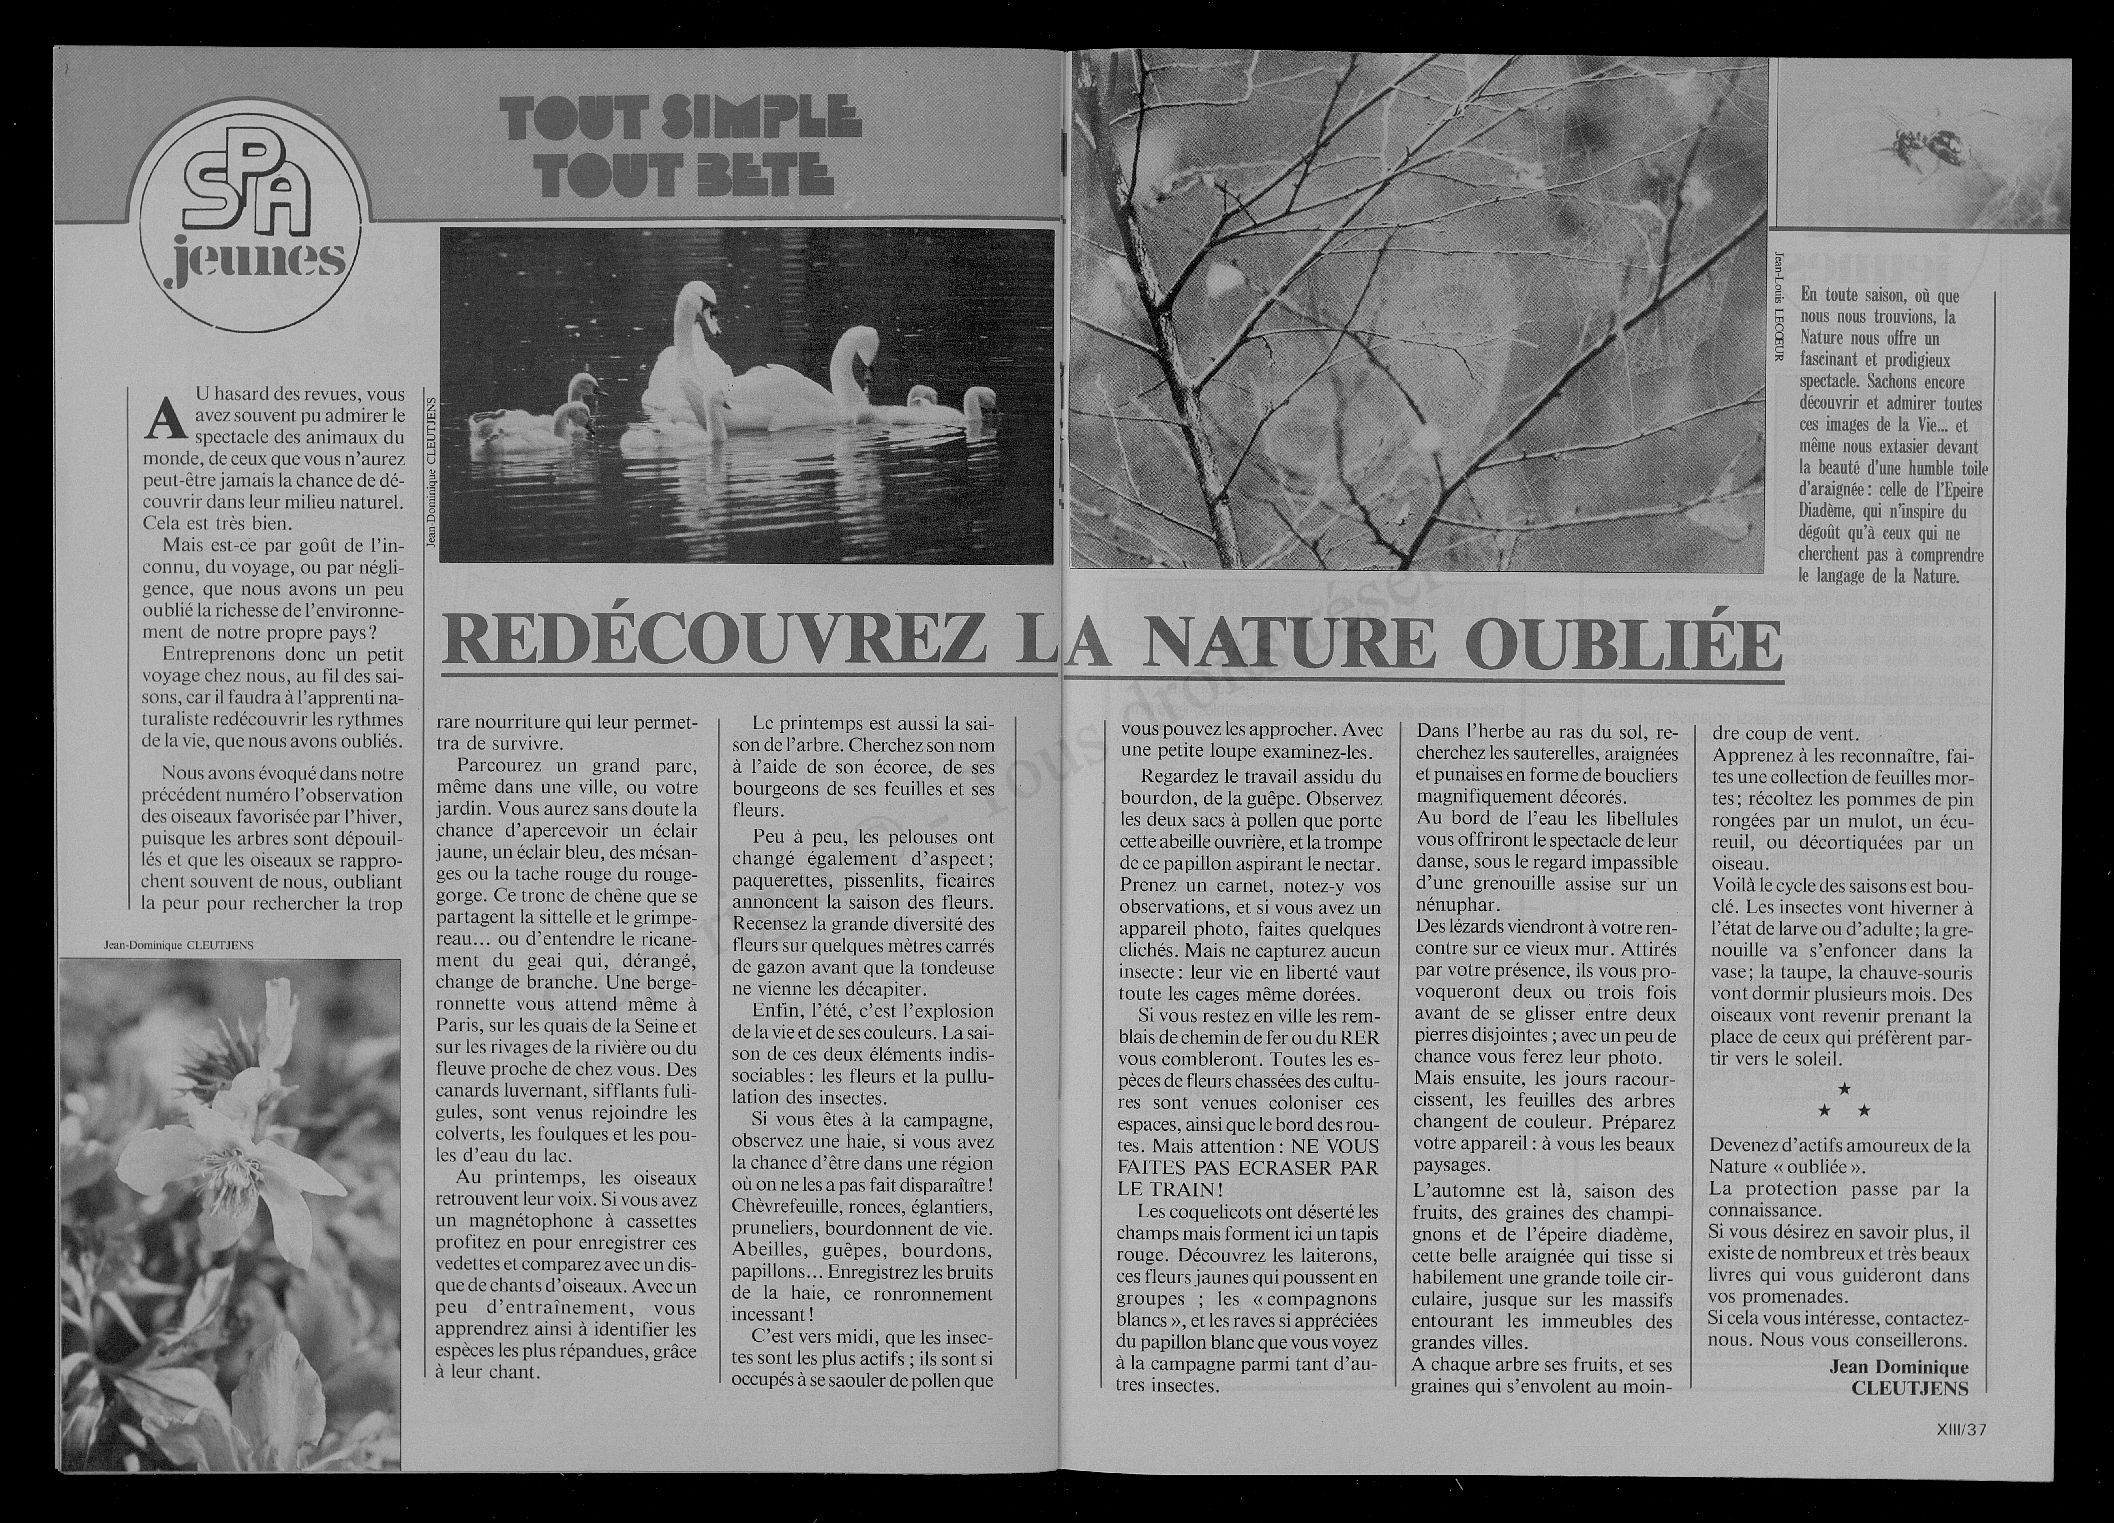 SPA
jeunes
TOUT SIMPLE
TOUT BETE
Jean-Dominique CLEUTJENS
Jean-Louis LECŒUR
En toute saison, où que
nous nous trouvions, la
Nature nous offre un
fascinant et prodigieux
spectacle. Sachons encore
découvrir et admirer toutes
ces images de la Vie... et
même nous extasier devant
la beauté d'une humble toile
d'araignée : celle de l'Epeire
Diadème, qui n'inspire du
dégoût qu'à ceux qui ne
cherchent pas à comprendre
le langage de la Nature.
REDÉCOUVREZ LA NATURE OUBLIÉE
AU hasard des revues, vous
avez souvent pu admirer le
spectacle des animaux du
monde, de ceux que vous n'aurez
peut-être jamais la chance de dé-
couvrir dans leur milieu naturel.
Cela est très bien.
Mais est-ce par goût de l'in-
connu, du voyage, ou par négli-
gence, que nous avons un peu
oublié la richesse de l'environne-
ment de notre propre pays ?
Entreprenons donc un petit
voyage chez nous, au fil des sai-
sons, car il faudra à l'apprenti na-
turaliste redécouvrir les rythmes
de la vie, que nous avons oubliés.
Nous avons évoqué dans notre
précédent numéro l'observation
des oiseaux favorisée par l'hiver,
puisque les arbres sont dépouil-
lés et que les oiseaux se rappro-
chent souvent de nous, oubliant
la peur pour rechercher la trop
Jean-Dominique CLEUTJENS
rare nourriture qui leur permet-
tra de survivre.
Parcourez un grand parc,
même dans une ville, ou votre
jardin. Vous aurez sans doute la
chance d'apercevoir un éclair
jaune, un éclair bleu, des mésan-
ges ou la tache rouge du rouge-
gorge. Ce tronc de chêne que se
partagent la sittelle et le grimpe-
reau... ou d'entendre le ricane-
ment du geai qui, dérangé,
change de branche. Une berge-
ronnette vous attend même à
Paris, sur les quais de la Seine et
sur les rivages de la rivière ou du
fleuve proche de chez vous. Des
canards luvernant, sifflants fuli-
gules, sont venus rejoindre les
colverts, les foulques et les pou-
les d'eau du lac.
Au printemps, les oiseaux
retrouvent leur voix. Si vous avez
un magnétophone à cassettes
profitez en pour enregistrer ces
vedettes et comparez avec un dis-
que de chants d'oiseaux. Avec un
peu d'entraînement, vous
apprendrez ainsi à identifier les
espèces les plus répandues, grâce
à leur chant.
Le printemps est aussi la sai-
son de l'arbre. Cherchez son nom
à l'aide de son écorce, de ses
bourgeons de ses feuilles et ses
fleurs.
Peu à peu, les pelouses ont
changé également d'aspect ;
paquerettes, pissenlits, ficaires
annoncent la saison des fleurs.
Recensez la grande diversité des
fleurs sur quelques mètres carrés
de gazon avant que la tondeuse
ne vienne les décapiter.
Enfin, l'été, c'est l'explosion
de la vie et de ses couleurs. La sai-
son de ces deux éléments indis-
sociables : les fleurs et la pullu-
lation des insectes.
Si vous êtes à la campagne,
observez une haie, si vous avez
la chance d'être dans une région
où on ne les a pas fait disparaître !
Chèvrefeuille, ronces, églantiers,
pruneliers, bourdonnent de vie.
Abeilles, guêpes, bourdons,
papillons... Enregistrez les bruits
de la haie, ce ronronnement
incessant !
C'est vers midi, que les insec-
tes sont les plus actifs ; ils sont si
occupés à se saouler de pollen que
vous pouvez les approcher. Avec
une petite loupe examinez-les.
Regardez le travail assidu du
bourdon, de la guêpe. Observez
les deux sacs à pollen que porte
cette abeille ouvrière, et la trompe
de ce papillon aspirant le nectar.
Prenez un carnet, notez-y vos
observations, et si vous avez un
appareil photo, faites quelques
clichés. Mais ne capturez aucun
insecte : leur vie en liberté vaut
toute les cages même dorées.
Si vous restez en ville les rem-
blais de chemin de fer ou du RER
vous combleront. Toutes les es-
pèces de fleurs chassées des cultu-
res sont venues coloniser ces
espaces, ainsi que le bord des rou-
tes. Mais attention : NE VOUS
FAITES PAS ECRASER PAR
LE TRAIN !
Les coquelicots ont déserté les
champs mais forment ici un tapis
rouge. Découvrez les laiterons,
ces fleurs jaunes qui poussent en
groupes ; les « compagnons
blancs », et les raves si appréciées
du papillon blanc que vous voyez
à la campagne parmi tant d'au-
tres insectes.
Dans l'herbe au ras du sol, re-
cherchez les sauterelles, araignées
et punaises en forme de boucliers
magnifiquement décorés.
Au bord de l'eau les libellules
vous offriront le spectacle de leur
danse, sous le regard impassible
d'une grenouille assise sur un
nénuphar.
Des lézards viendront à votre ren-
contre sur ce vieux mur. Attirés
par votre présence, ils vous pro-
voqueront deux ou trois fois
avant de se glisser entre deux
pierres disjointes ; avec un peu de
chance vous ferez leur photo.
Mais ensuite, les jours racour-
cissent, les feuilles des arbres
changent de couleur. Préparez
votre appareil : à vous les beaux
paysages.
L'automne est là, saison des
fruits, des graines des champi-
gnons et de l'épeire diadème,
cette belle araignée qui tisse si
habilement une grande toile cir-
culaire, jusque sur les massifs
entourant les immeubles des
grandes villes.
A chaque arbre ses fruits, et ses
graines qui s'envolent au moin-
dre coup de vent.
Apprenez à les reconnaître, fai-
tes une collection de feuilles mor-
tes ; récoltez les pommes de pin
rongées par un mulot, un écu-
reuil, ou décortiquées par un
oiseau.
Voilà le cycle des saisons est bou-
clé. Les insectes vont hiverner à
l'état de larve ou d'adulte ; la gre-
nouille va s'enfoncer dans la
vase ; la taupe, la chauve-souris
vont dormir plusieurs mois. Des
oiseaux vont revenir prenant la
place de ceux qui préfèrent par-
tir vers le soleil.
★
★ ★
Devenez d'actifs amoureux de la
Nature « oubliée ».
La protection passe par la
connaissance.
Si vous désirez en savoir plus, il
existe de nombreux et très beaux
livres qui vous guideront dans
vos promenades.
Si cela vous intéresse, contactez-
nous. Nous vous conseillerons.
Jean Dominique
CLEUTJENS
XIII/37